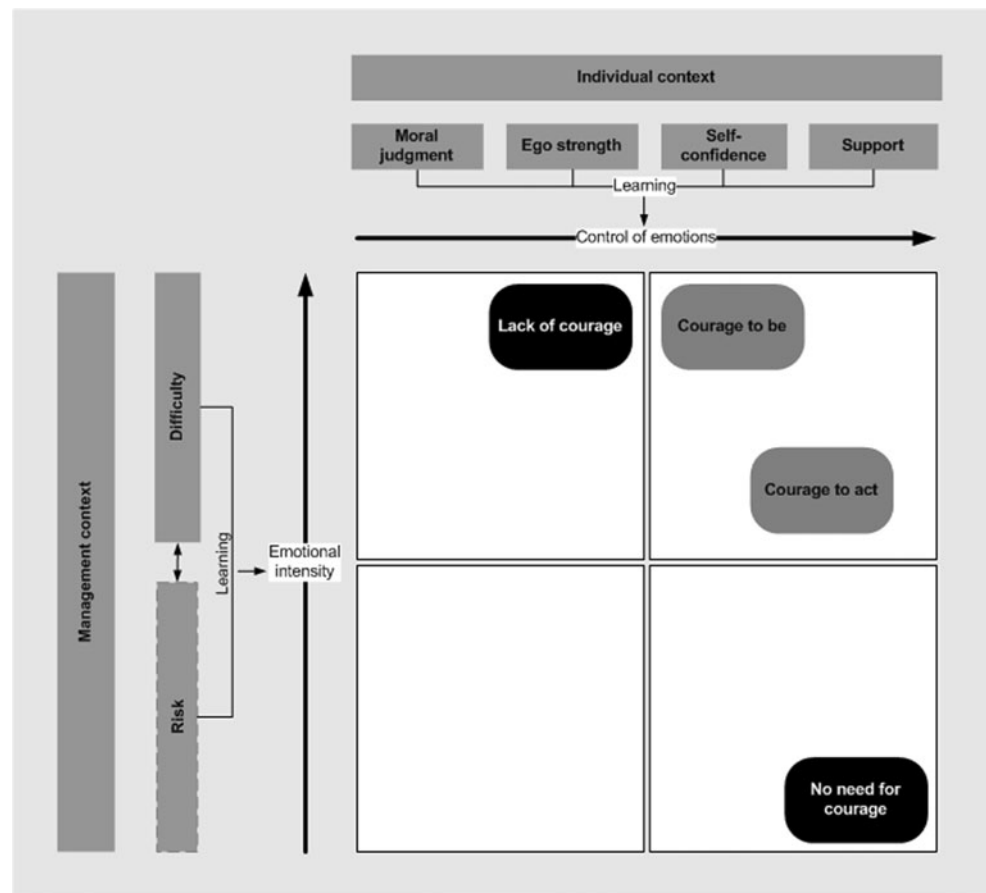 Individual context
Moral
judgment
Ego strength
Self-
confidence
Support
Learning
Control of emotions
Management context
Difficulty
Risk
Learning
Emotional
intensity
Lack of courage
Courage to be
Courage to act
No need for
courage